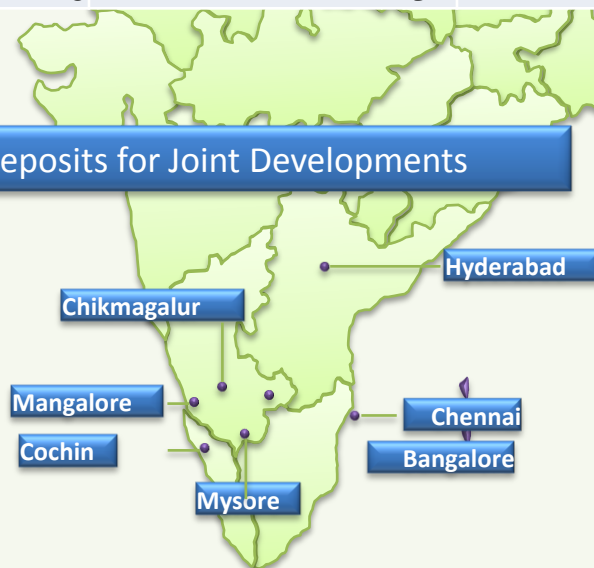 eposits for Joint Developments
Hyderabad
Chikmagalur
Mangalore
Chennai
Cochin
Bangalore
Mysore